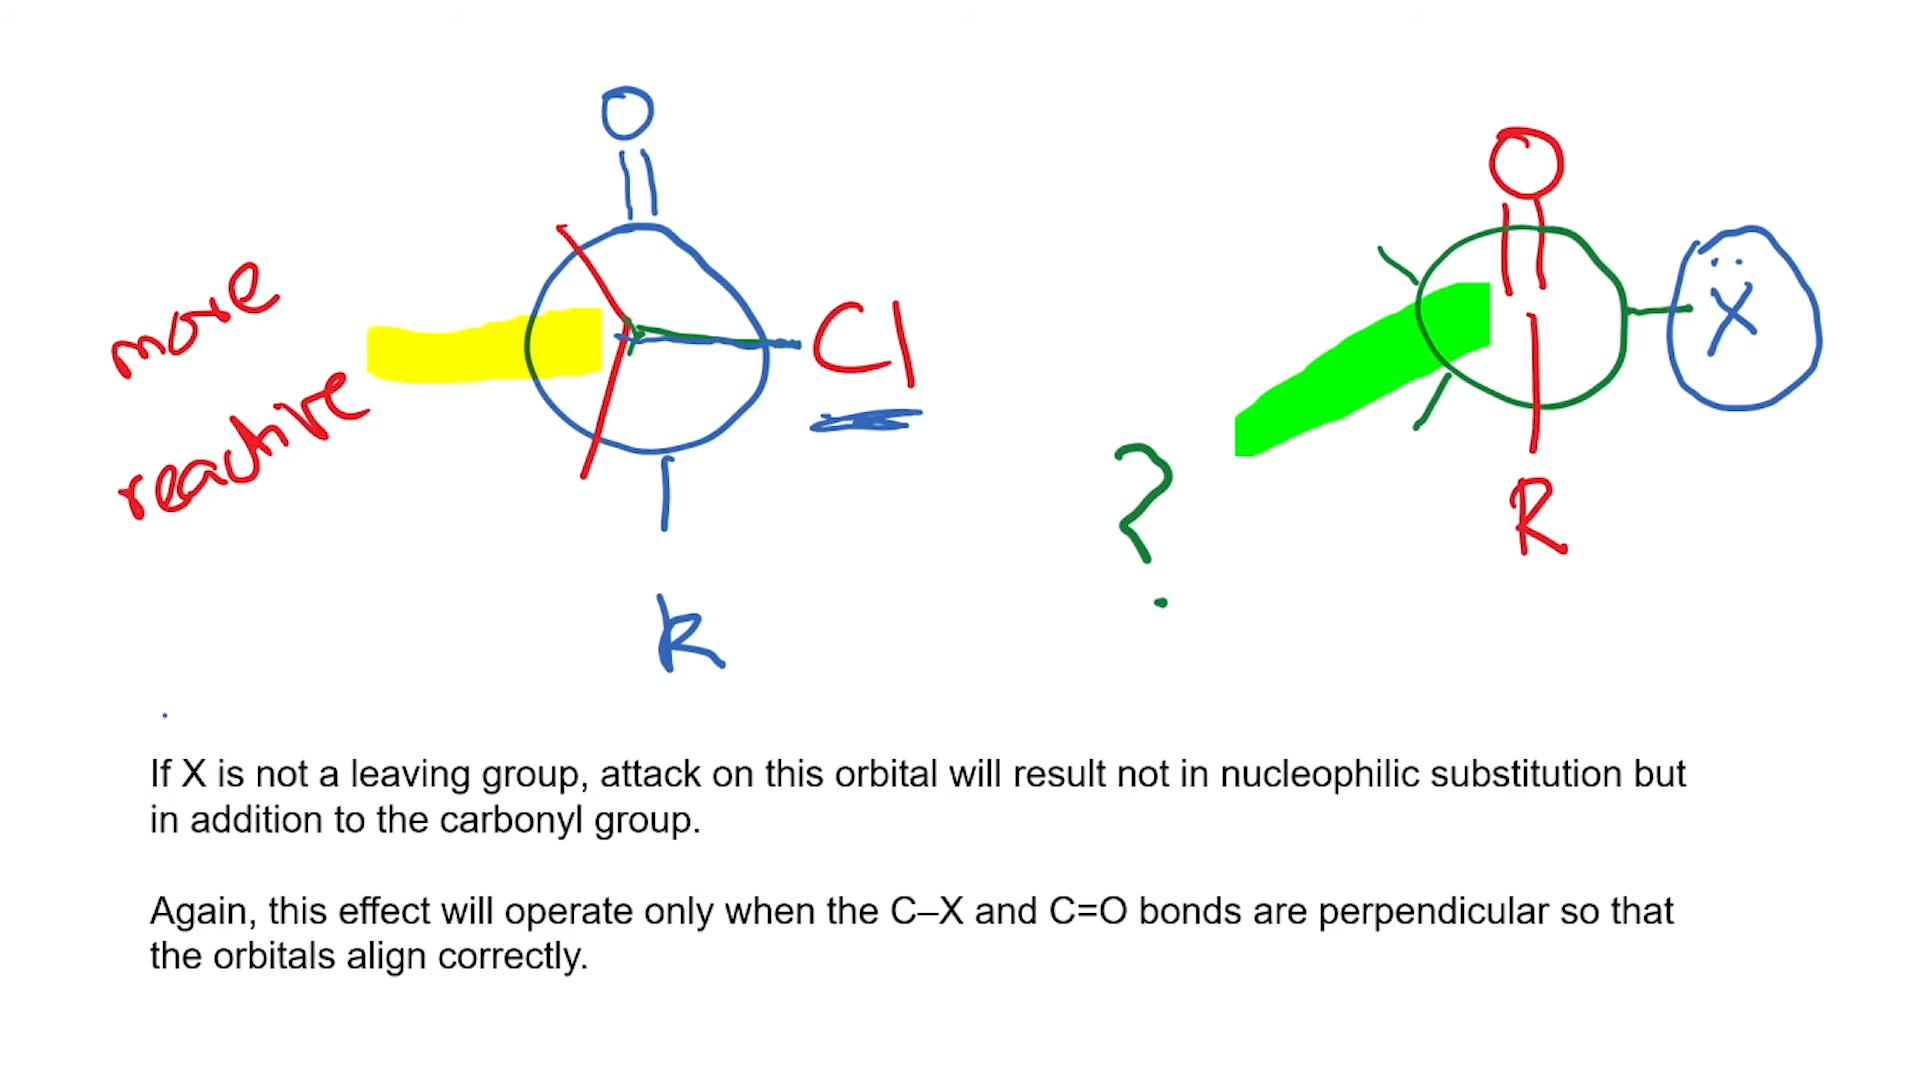 O
O
more
Cl
X
reactive
?
R
R
If X is not a leaving group, attack on this orbital will result not in nucleophilic substitution but
in addition to the carbonyl group.
Again, this effect will operate only when the C–X and C=O bonds are perpendicular so that
the orbitals align correctly.